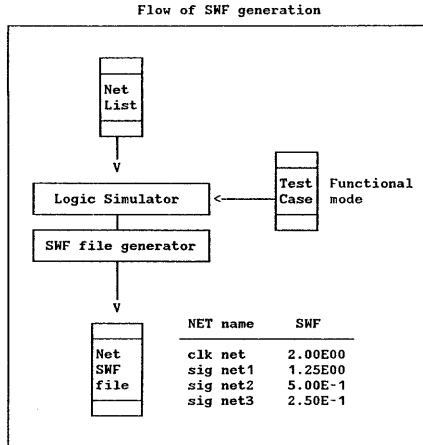 Flow of SWF generation
Net
List
Test
Case
Functional
mode
Logic Simulator
SWF file generator
Net
SWF
file
NET name SWF
clk net 2.00E00
sig net1 1.25E00
sig net2 5.00E-1
sig net3 2.50E-1